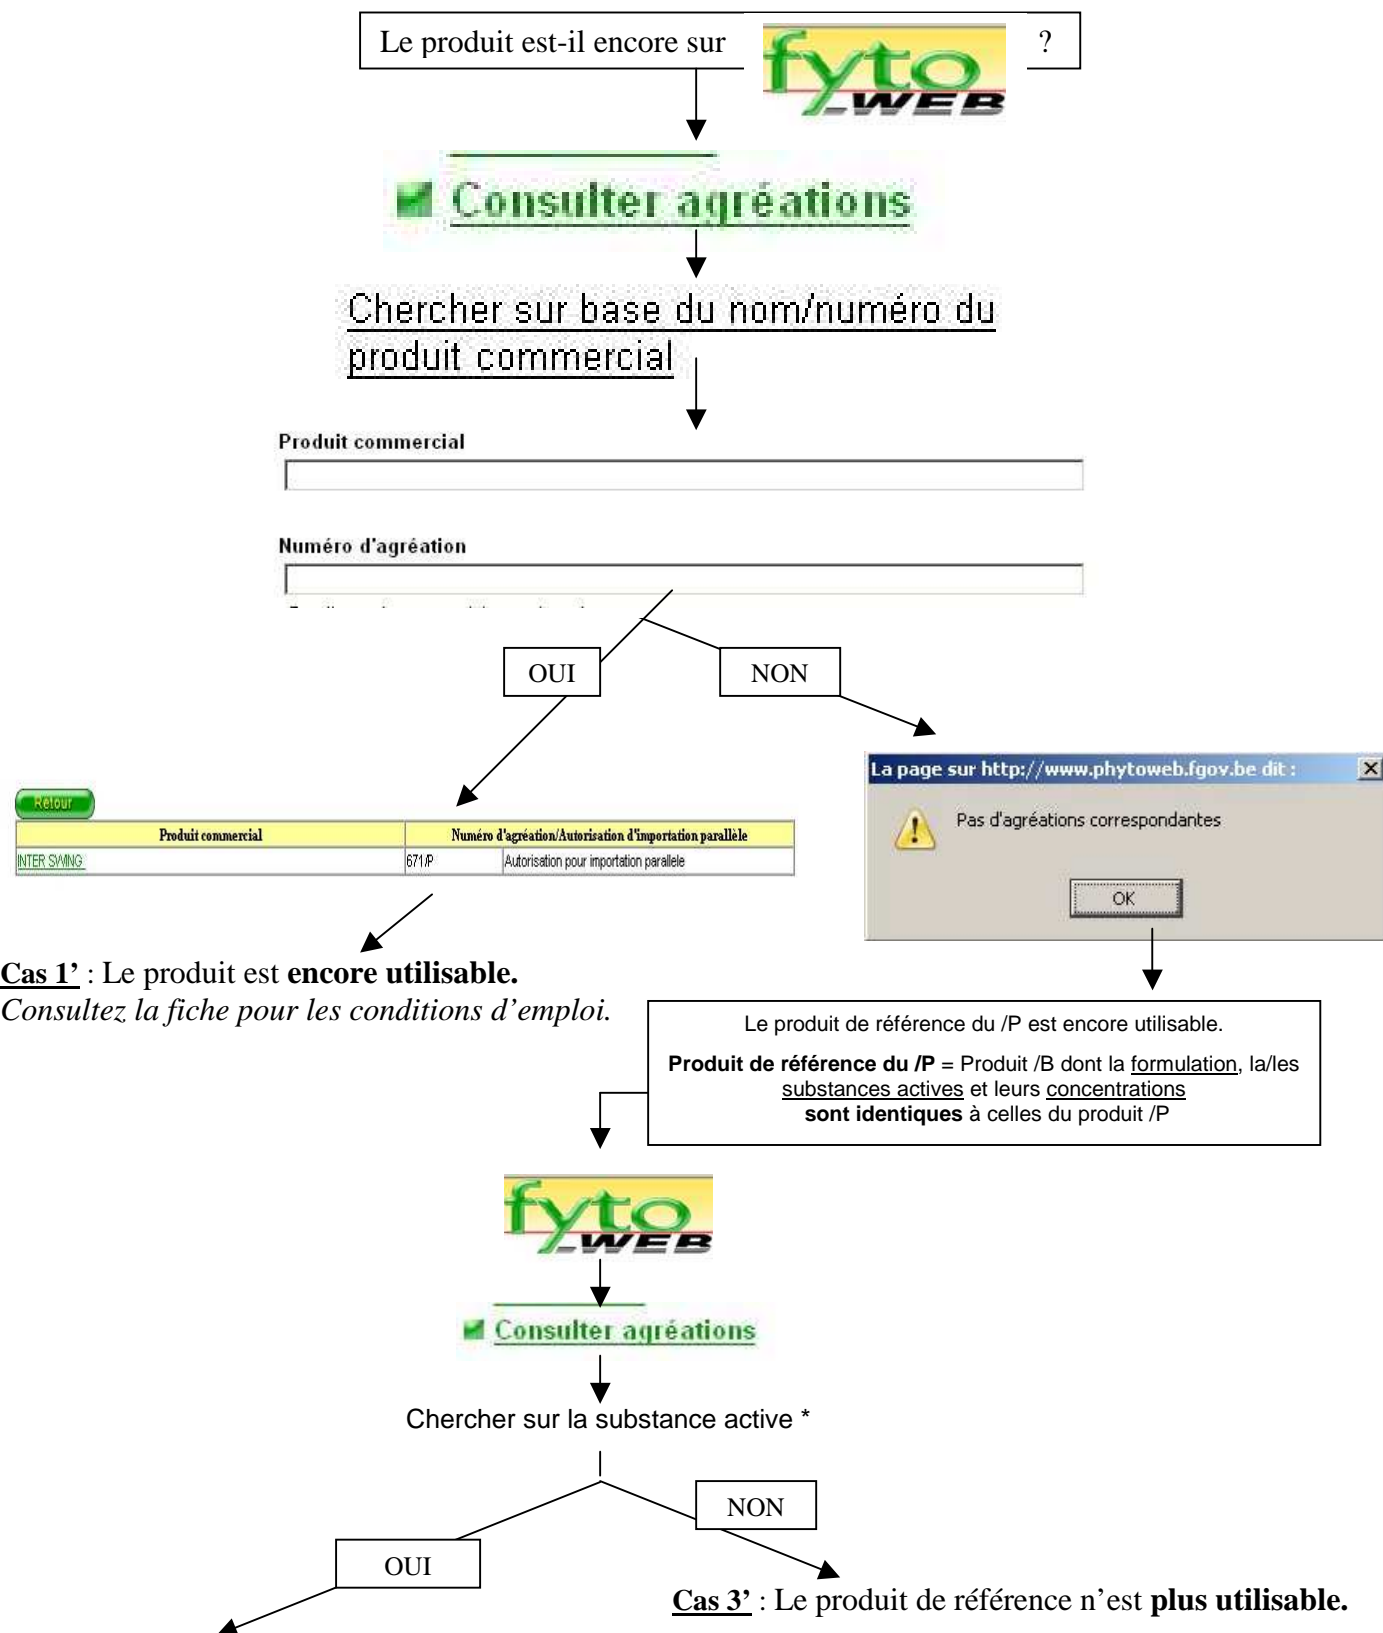 Le produit est-il encore sur fyto WEB ?
Consulter agréations
Chercher sur base du nom/numéro du
produit commercial
Produit commercial
Numéro d'agréation
OUI
NON
La page sur http://www.phytoweb.fgov.be dit :
Pas d'agréations correspondantes
OK
Retour
Produit commercial
Numéro d'agréation/Autorisation d'importation parallèle
INTER SWING
671/P
Autorisation pour importation parallele
Cas 1’ : Le produit est encore utilisable.
Consultez la fiche pour les conditions d’emploi.
Le produit de référence du /P est encore utilisable.
Produit de référence du /P = Produit /B dont la formulation, la/les
substances actives et leurs concentrations
sont identiques à celles du produit /P
fyto
WEB
Consulter agréations
Chercher sur la substance active *
NON
OUI
Cas 3’ : Le produit de référence n’est plus utilisable.